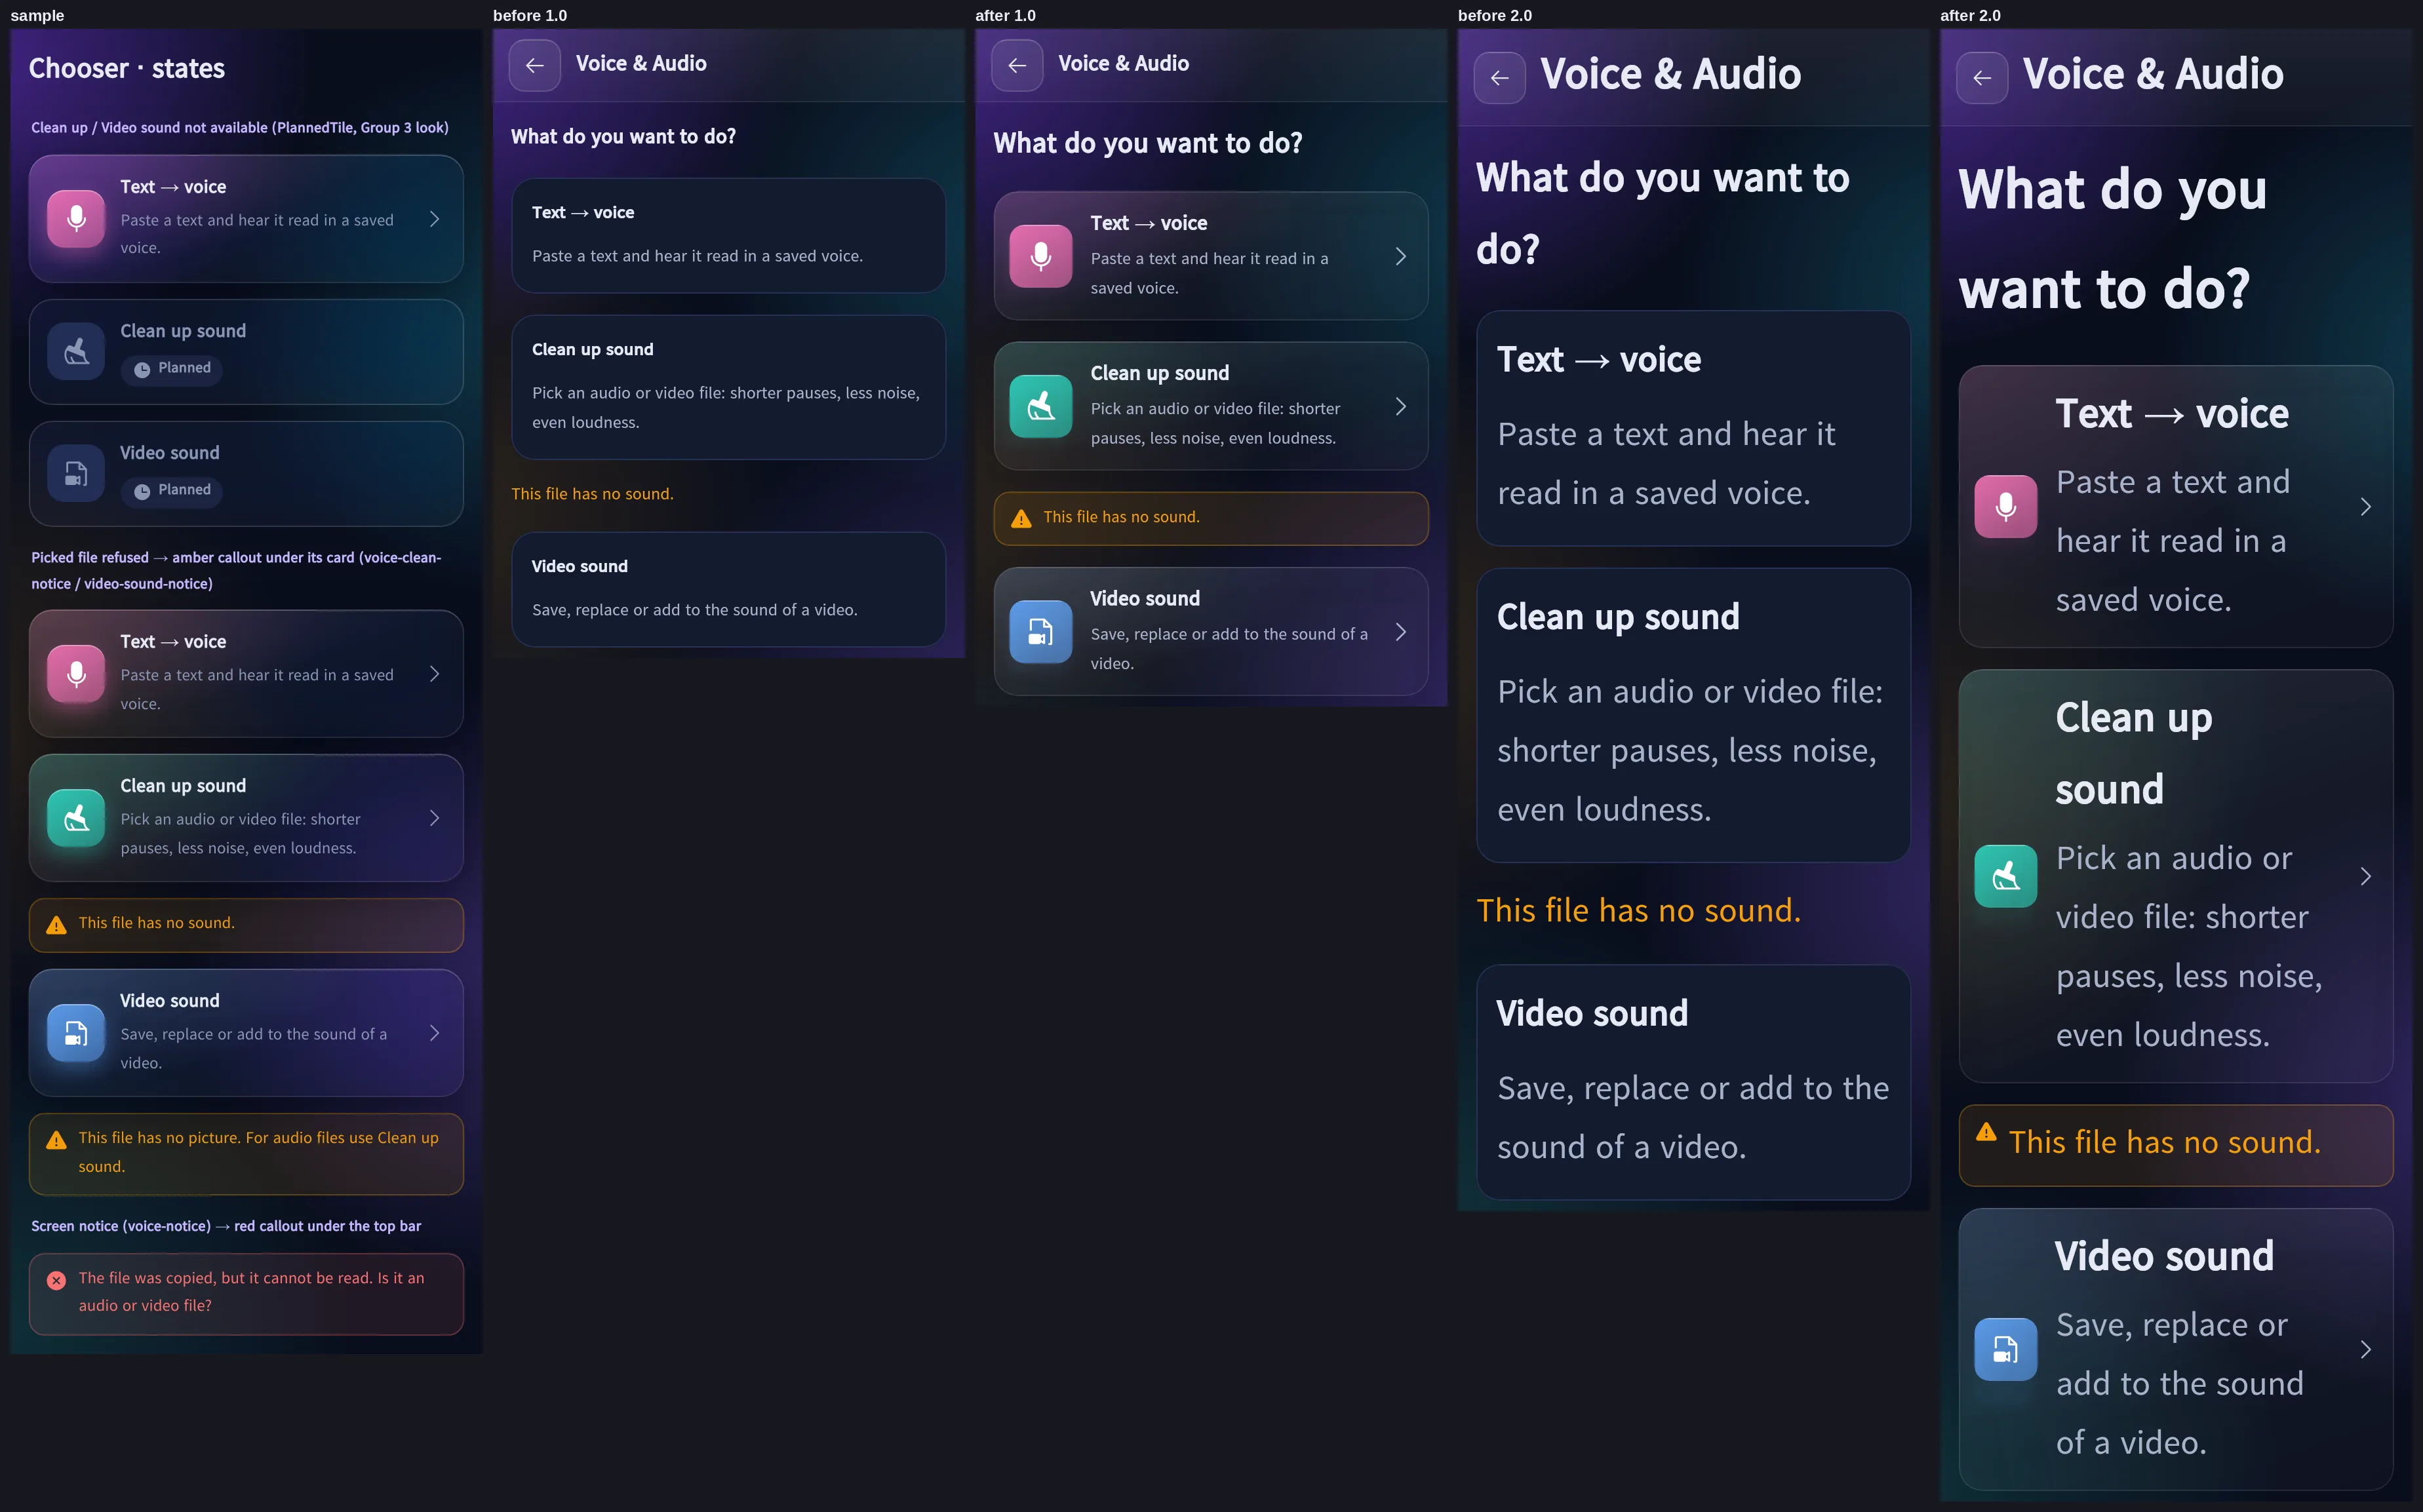 sample
Chooser · states
Clean up / Video sound not available (PlannedTile, Group 3 look)
Text → voice
Paste a text and hear it read in a saved
voice.
Clean up sound
Planned
Video sound
Planned
Picked file refused → amber callout under its card (voice-clean-
notice / video-sound-notice)
Text → voice
Paste a text and hear it read in a saved
voice.
Clean up sound
Pick an audio or video file: shorter
pauses, less noise, even loudness.
This file has no sound.
Video sound
Save, replace or add to the sound of a
video.
This file has no picture. For audio files use Clean up
sound.
Screen notice (voice-notice) → red callout under the top bar
The file was copied, but it cannot be read. Is it an
audio or video file?
before 1.0
Voice & Audio
What do you want to do?
Text → voice
Paste a text and hear it read in a saved voice.
Clean up sound
Pick an audio or video file: shorter pauses, less noise,
even loudness.
This file has no sound.
Video sound
Save, replace or add to the sound of a video.
after 1.0
Voice & Audio
What do you want to do?
Text → voice
Paste a text and hear it read in a
saved voice.
Clean up sound
Pick an audio or video file: shorter
pauses, less noise, even loudness.
This file has no sound.
Video sound
Save, replace or add to the sound of a
video.
before 2.0
Voice & Audio
What do you want to
do?
Text → voice
Paste a text and hear it
read in a saved voice.
Clean up sound
Pick an audio or video file:
shorter pauses, less noise,
even loudness.
This file has no sound.
Video sound
Save, replace or add to the
sound of a video.
after 2.0
Voice & Audio
What do you
want to do?
Text → voice
Paste a text and
hear it read in a
saved voice.
Clean up
sound
Pick an audio or
video file: shorter
pauses, less noise,
even loudness.
This file has no sound.
Video sound
Save, replace or
add to the sound
of a video.